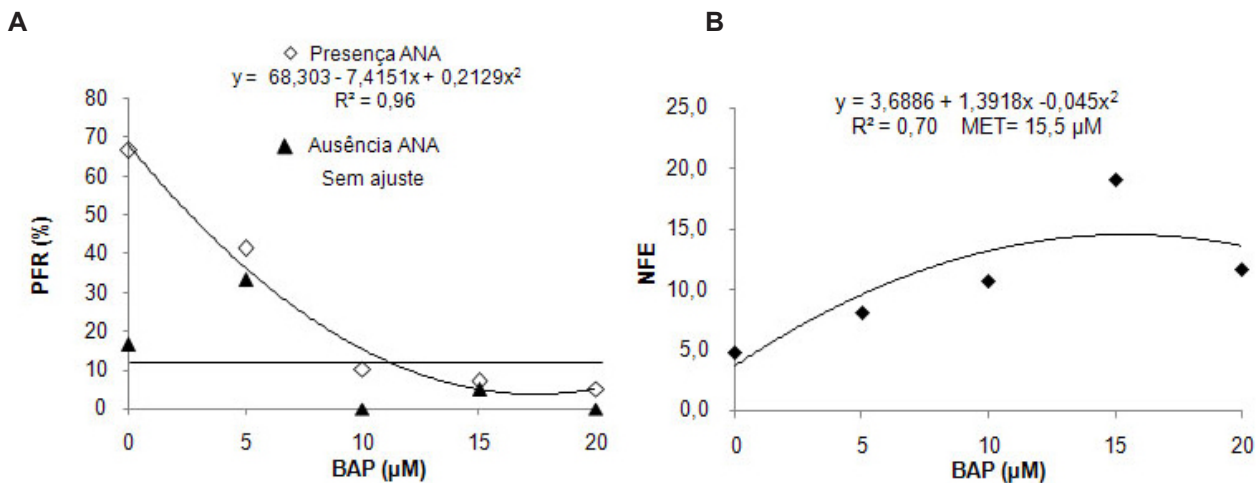 A
◇ Presença ANA
y = 68,303 - 7,4151x + 0,2129x²
R² = 0,96
▲ Ausência ANA
Sem ajuste
PFR (%)
80
70
60
50
40
30
20
10
0
0 5 10 15 20
BAP (µM)
B
y = 3,6886 + 1,3918x -0,045x²
R² = 0,70 MET= 15,5 µM
NFE
25,0
20,0
15,0
10,0
5,0
0,0
0 5 10 15 20
BAP (µM)